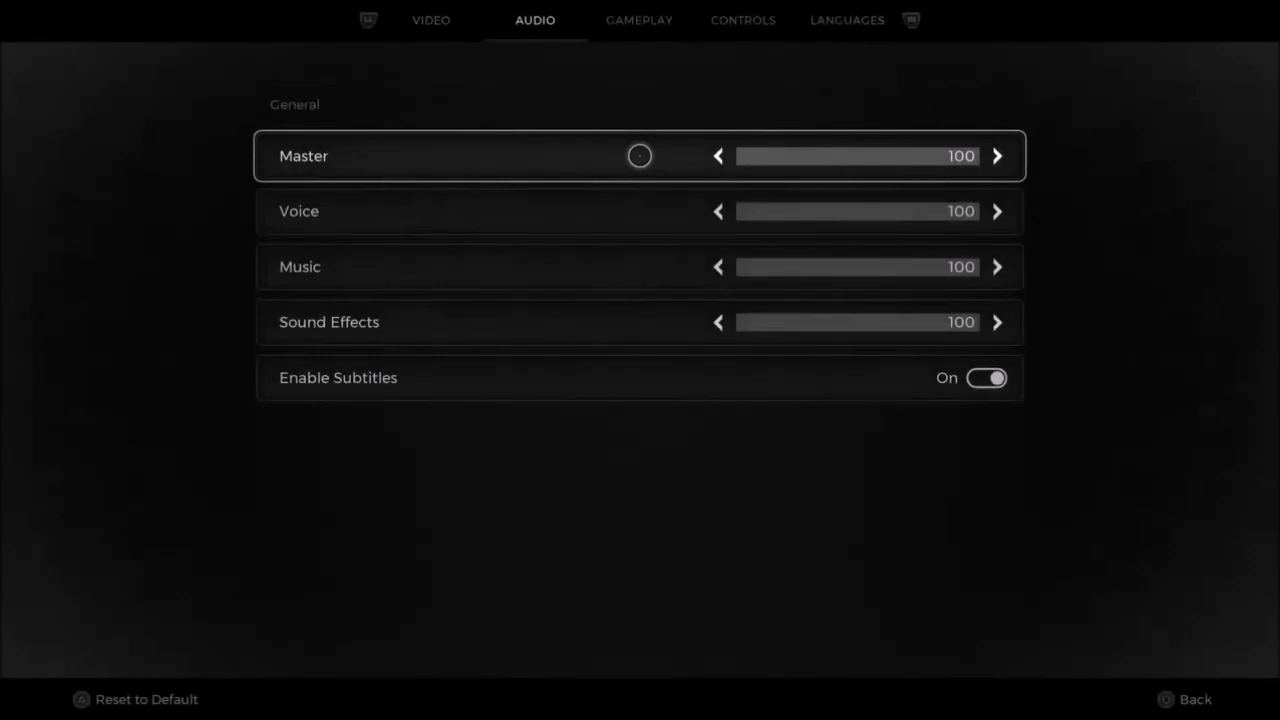 VIDEO AUDIO GAMEPLAY CONTROLS LANGUAGES
General
Master 100
Voice 100
Music 100
Sound Effects 100
Enable Subtitles On
Reset to Default Back